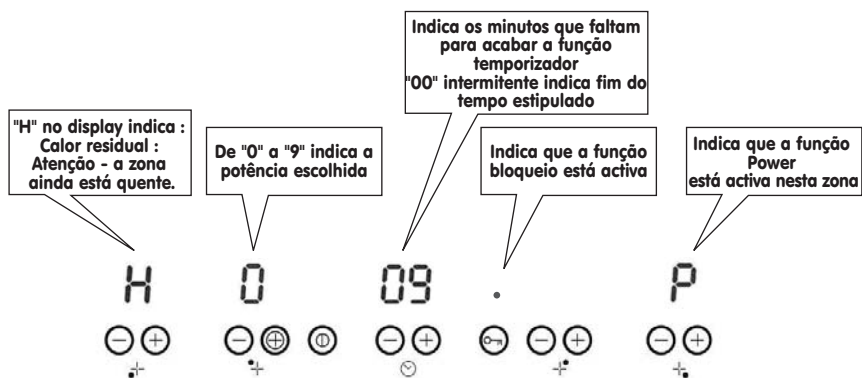 Indica os minutos que faltam
para acabar a função
temporizador
"00" intermitente indica fim do
tempo estipulado
"H" no display indica :
Calor residual :
Atenção - a zona
ainda está quente.
De "0" a "9" indica a
potência escolhida
Indica que a função
bloqueio está activa
Indica que a função
Power
está activa nesta zona
H 0 09 . P